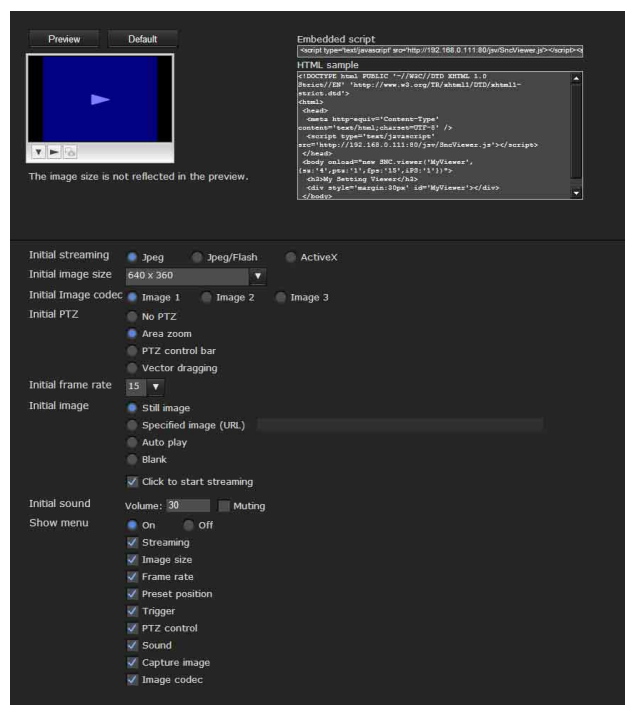 Preview Default
Embedded script
<script type='text/javascript' src='http://192.168.0.111:80/jsv/SncViewer.js'></script><s
HTML sample
<!DOCTYPE html PUBLIC '-//W3C//DTD XHTML 1.0
Strict//EN' 'http://www.w3.org/TR/xhtml1/DTD/xhtml1-
strict.dtd'>
<html>
<head>
<meta http-equiv='Content-Type'
content='text/html;charset=UTF-8' />
<script type='text/javascript'
src='http://192.168.0.111:80/jsv/SncViewer.js'></script>
</head>
<body onload="new SNC.viewer('MyViewer',
{sz:'4',ptz:'1',fps:'15',iPS:'1'})">
<h3>My Setting Viewer</h3>
<div style='margin:30px' id='MyViewer'></div>
</body>
The image size is not reflected in the preview.
Initial streaming Jpeg Jpeg/Flash ActiveX
Initial image size 640 x 360
Initial Image codec Image 1 Image 2 Image 3
Initial PTZ No PTZ
Area zoom
PTZ control bar
Vector dragging
Initial frame rate 15
Initial image Still image
Specified image (URL)
Auto play
Blank
Click to start streaming
Initial sound Volume: 30 Muting
Show menu On Off
Streaming
Image size
Frame rate
Preset position
Trigger
PTZ control
Sound
Capture image
Image codec